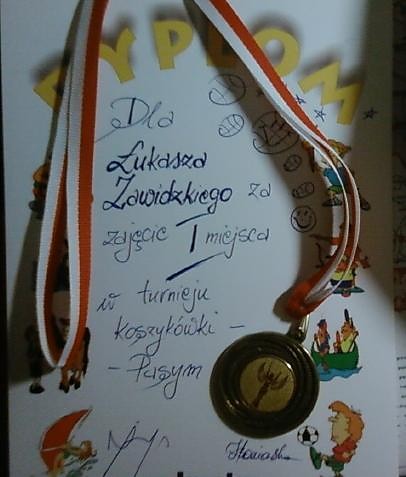 DYPLOM
Dla
Łukasza
Zawidzkiego za
zajęcie I miejsca
w turnieju
koszykówki -
- Pasym